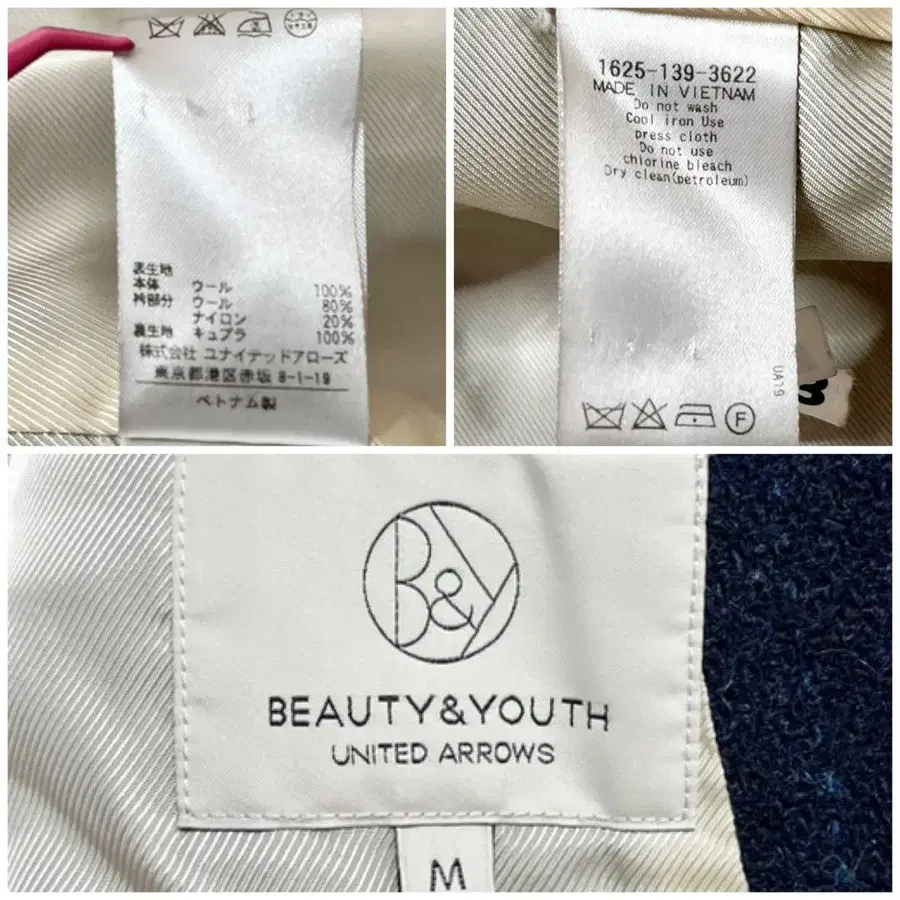 表生地
本体 ウール 100%
衿部分 ウール 80%
ナイロン 20%
裏生地 キュプラ 100%
株式会社 ユナイテッドアローズ
東京都港区赤坂 8-1-19
ベトナム製
1625-139-3622
MADE IN VIETNAM
Do not wash
Cool iron Use
press cloth
Do not use
chlorine bleach
Dry clean(petroleum)
UA19
F
B&Y
BEAUTY&YOUTH
UNITED ARROWS
M